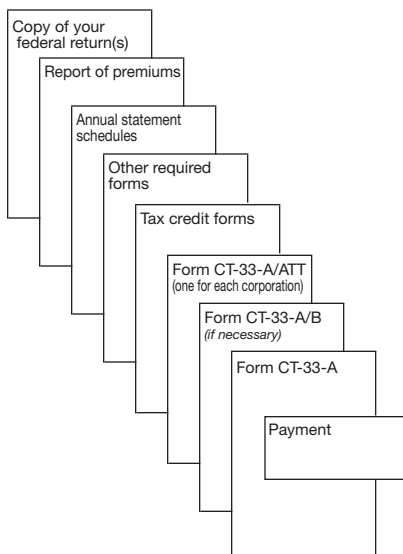 Copy of your
federal return(s)
Report of premiums
Annual statement
schedules
Other required
forms
Tax credit forms
Form CT-33-A/ATT
(one for each corporation)
Form CT-33-A/B
(if necessary)
Form CT-33-A
Payment